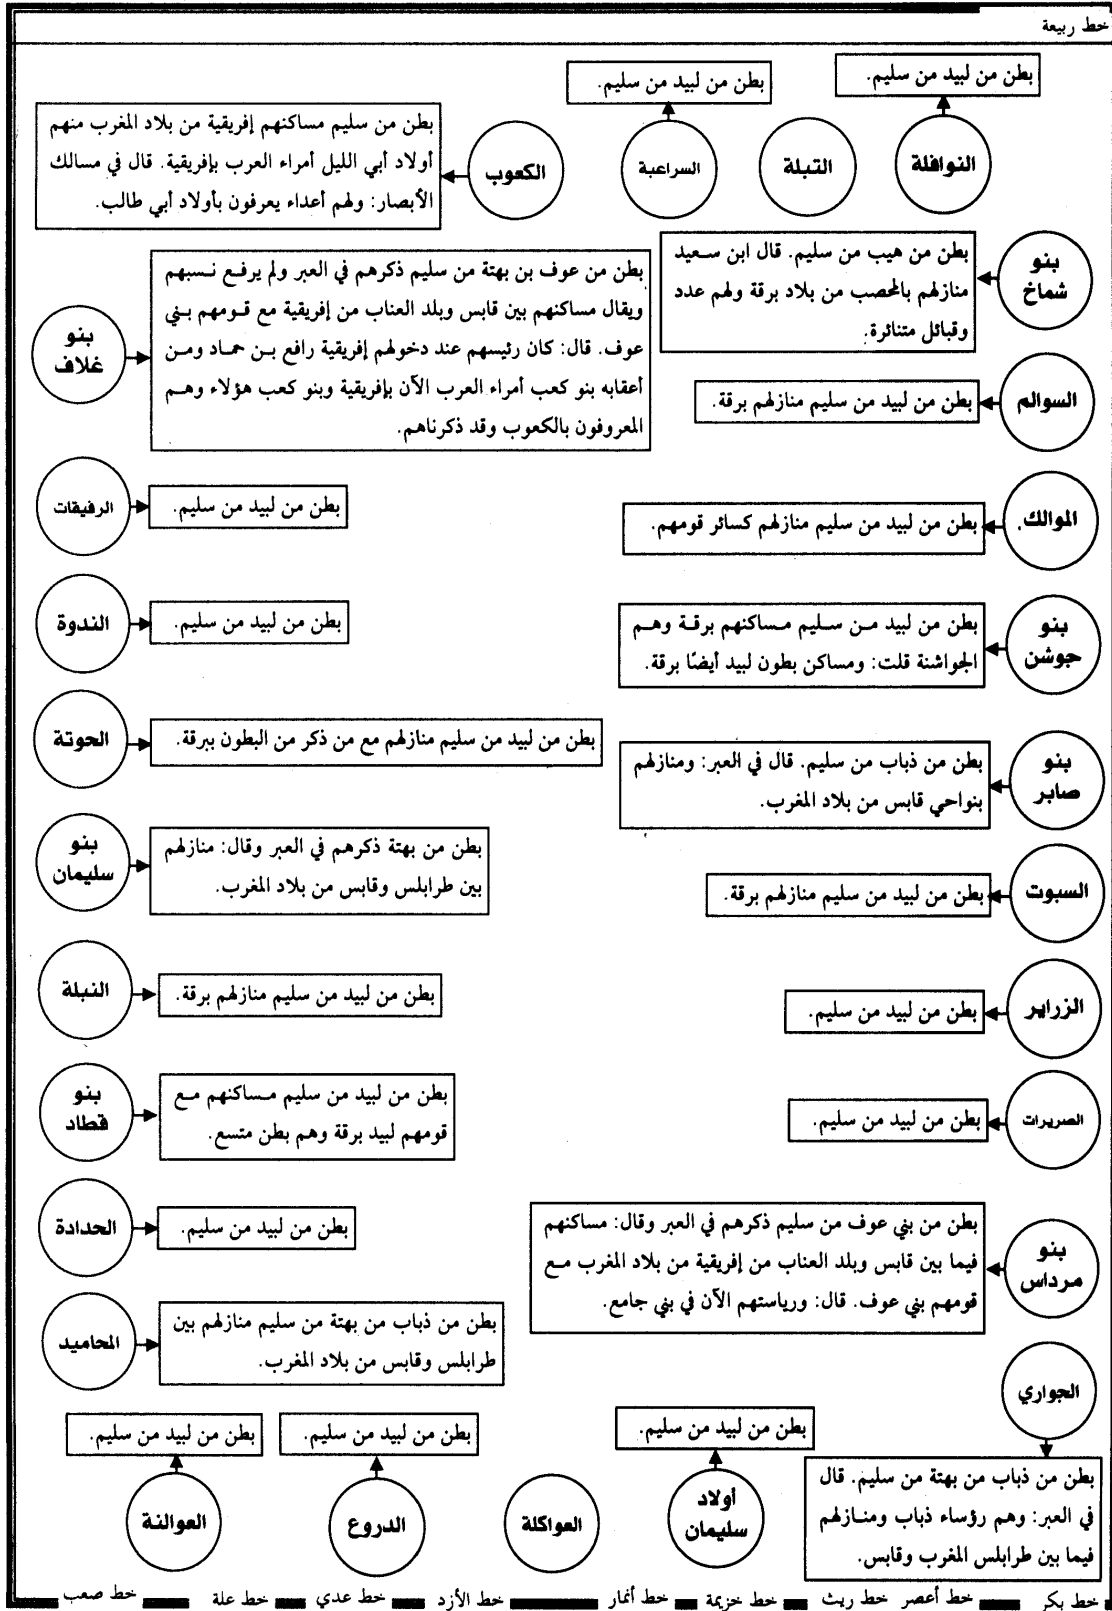 خط ربيعة
بطن من لبيد من سليم.
النوافلة
التبلة
بطن من لبيد من سليم.
السراعبة
الكعوب
بطن من سليم مساكنهم إفريقية من بلاد المغرب منهم
أولاد أبي الليل أمراء العرب بإفريقية. قال في مسالك
الأبصار: ولهم أعداء يعرفون بأولاد أبي طالب.
بنو
شماخ
بطن من هيب من سليم. قال ابن سعيد
منازلهم بالمحصب من بلاد برقة ولهم عدد
وقبائل متناثرة.
بنو
غلاف
بطن من عوف بن بهتة من سليم ذكرهم في العبر ولم يرفع نسبهم
ويقال مساكنهم بين قابس وبلد العناب من إفريقية مع قومهم بني
عوف. قال: كان رئيسهم عند دخولهم إفريقية رافع بن حماد ومن
أعقابه بنو كعب أمراء العرب الآن بإفريقية وبنو كعب هؤلاء وهم
المعروفون بالكعوب وقد ذكرناهم.
السوالم
بطن من لبيد من سليم منازلهم برقة.
الرفيقات
بطن من لبيد من سليم.
الموالك.
بطن من لبيد من سليم منازلهم كسائر قومهم.
الندوة
بطن من لبيد من سليم.
بنو
جوشن
بطن من لبيد من سليم مساكنهم برقة وهم
الجواشنة قلت: ومساكن بطون لبيد أيضًا برقة.
الحوتة
بطن من لبيد من سليم منازلهم مع من ذكر من البطون ببرقة.
بنو
صابر
بطن من ذباب من سليم. قال في العبر: ومنازلهم
بنواحي قابس من بلاد المغرب.
بنو
سليمان
بطن من بهتة ذكرهم في العبر وقال: منازلهم
بين طرابلس وقابس من بلاد المغرب.
السبوت
بطن من لبيد من سليم منازلهم برقة.
النبلة
بطن من لبيد من سليم منازلهم برقة.
الزراير
بطن من لبيد من سليم.
بنو
قطاد
بطن من لبيد من سليم مساكنهم مع
قومهم لبيد برقة وهم بطن متسع.
الصريرات
بطن من لبيد من سليم.
الحدادة
بطن من لبيد من سليم.
بنو
مرداس
بطن من بني عوف من سليم ذكرهم في العبر وقال: مساكنهم
فيما بين قابس وبلد العناب من إفريقية من بلاد المغرب مع
قومهم بني عوف. قال: ورياستهم الآن في بني جامع.
المحاميد
بطن من ذباب من بهتة من سليم منازلهم بين
طرابلس وقابس من بلاد المغرب.
الجواري
بطن من ذباب من بهتة من سليم. قال
في العبر: وهم رؤساء ذباب ومنازلهم
فيما بين طرابلس المغرب وقابس.
بطن من لبيد من سليم.
أولاد
سليمان
العواكلة
بطن من لبيد من سليم.
الدروع
بطن من لبيد من سليم.
العوالنة
خط بكر خط أعصر خط ريث خط خزيمة خط أنمار خط الأزد خط عدي خط علة خط صعب